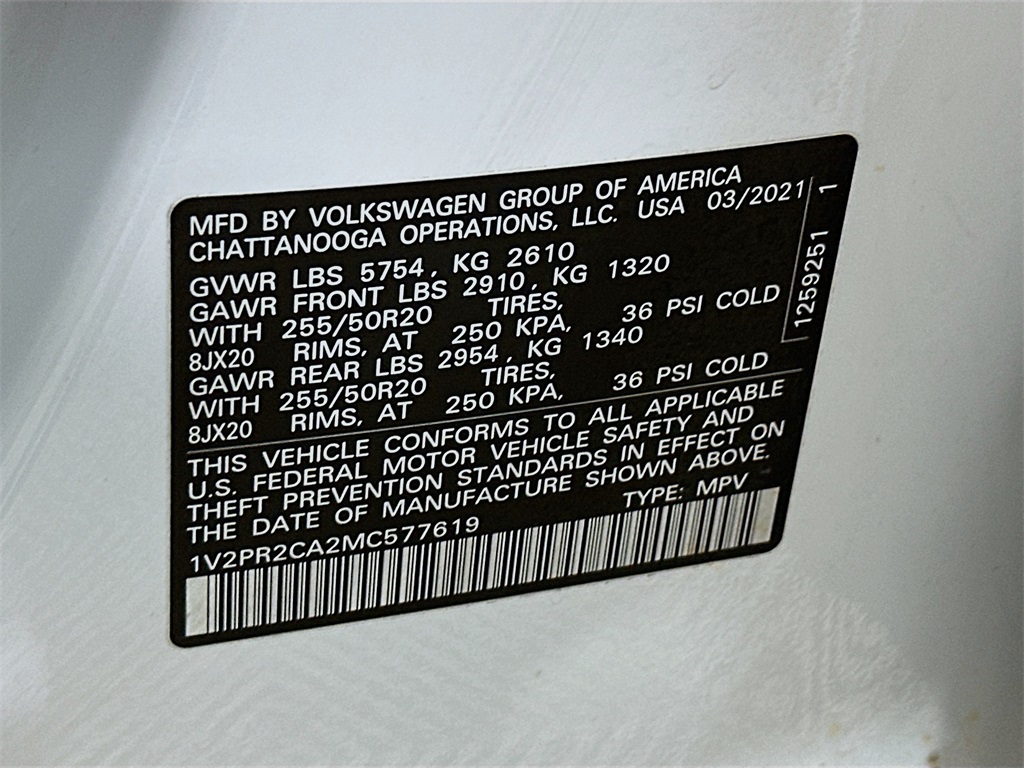 MFD BY VOLKSWAGEN GROUP OF AMERICA
CHATTANOOGA OPERATIONS, LLC. USA 03/2021
GVWR LBS 5754, KG 2610
GAWR FRONT LBS 2910, KG 1320
WITH 255/50R20 TIRES,
8JX20 RIMS, AT 250 KPA, 36 PSI COLD
GAWR REAR LBS 2954, KG 1340
WITH 255/50R20 TIRES,
8JX20 RIMS, AT 250 KPA, 36 PSI COLD
1259251 1
THIS VEHICLE CONFORMS TO ALL APPLICABLE
U.S. FEDERAL MOTOR VEHICLE SAFETY AND
THEFT PREVENTION STANDARDS IN EFFECT ON
THE DATE OF MANUFACTURE SHOWN ABOVE.
1V2PR2CA2MC577619 TYPE: MPV